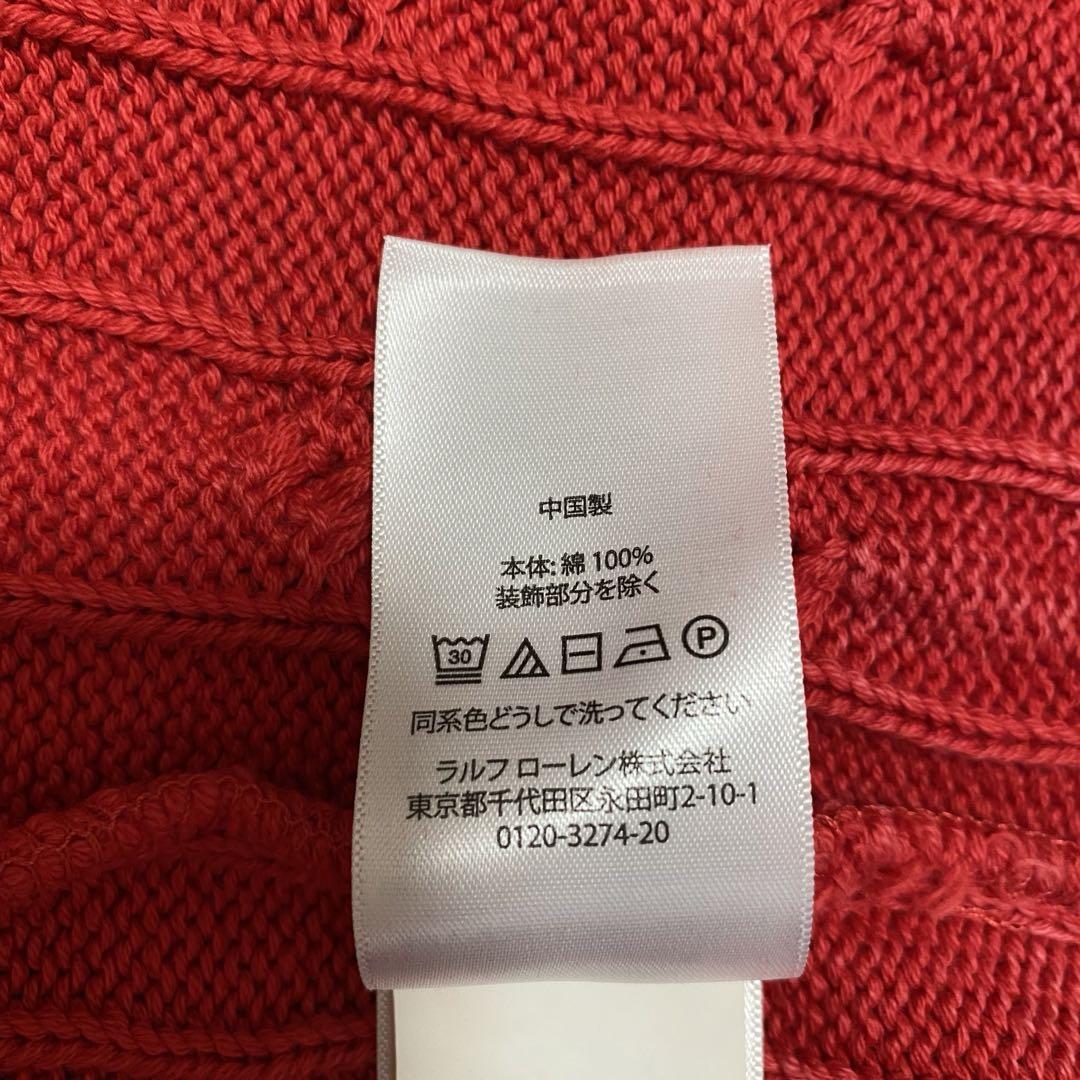 中国製
本体: 綿 100%
装飾部分を除く
30 P
同系色どうしで洗ってください
ラルフ ローレン株式会社
東京都千代田区永田町2-10-1
0120-3274-20